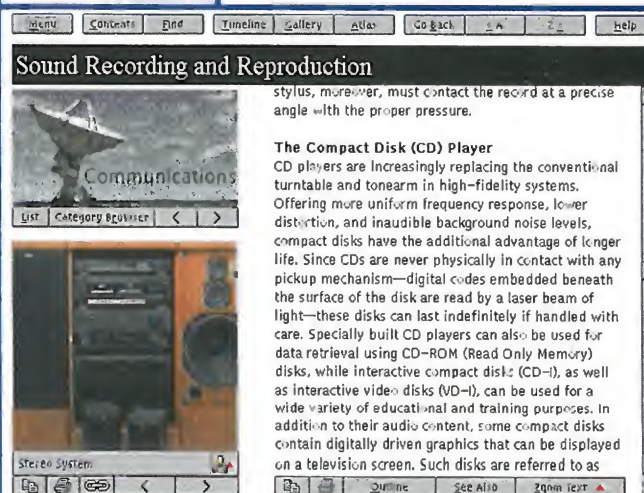 Menu Contents Find Timeline Gallery Atlas Go Back Help
Sound Recording and Reproduction
stylus, moreover, must contact the record at a precise
angle with the proper pressure.
The Compact Disk (CD) Player
CD players are increasingly replacing the conventional
turntable and tonearm in high-fidelity systems.
Offering more uniform frequency response, lower
distortion, and inaudible background noise levels,
compact disks have the additional advantage of longer
life. Since CDs are never physically in contact with any
pickup mechanism—digital codes embedded beneath
the surface of the disk are read by a laser beam of
light—these disks can last indefinitely if handled with
care. Specially built CD players can also be used for
data retrieval using CD-ROM (Read Only Memory)
disks, while interactive compact disks (CD-I), as well
as interactive video disks (VD-I), can be used for a
wide variety of educational and training purposes. In
addition to their audio content, some compact disks
contain digitally driven graphics that can be displayed
on a television screen. Such disks are referred to as
Communications
List Category Browser < >
Stereo System
< >
Outline See Also Zoom Text